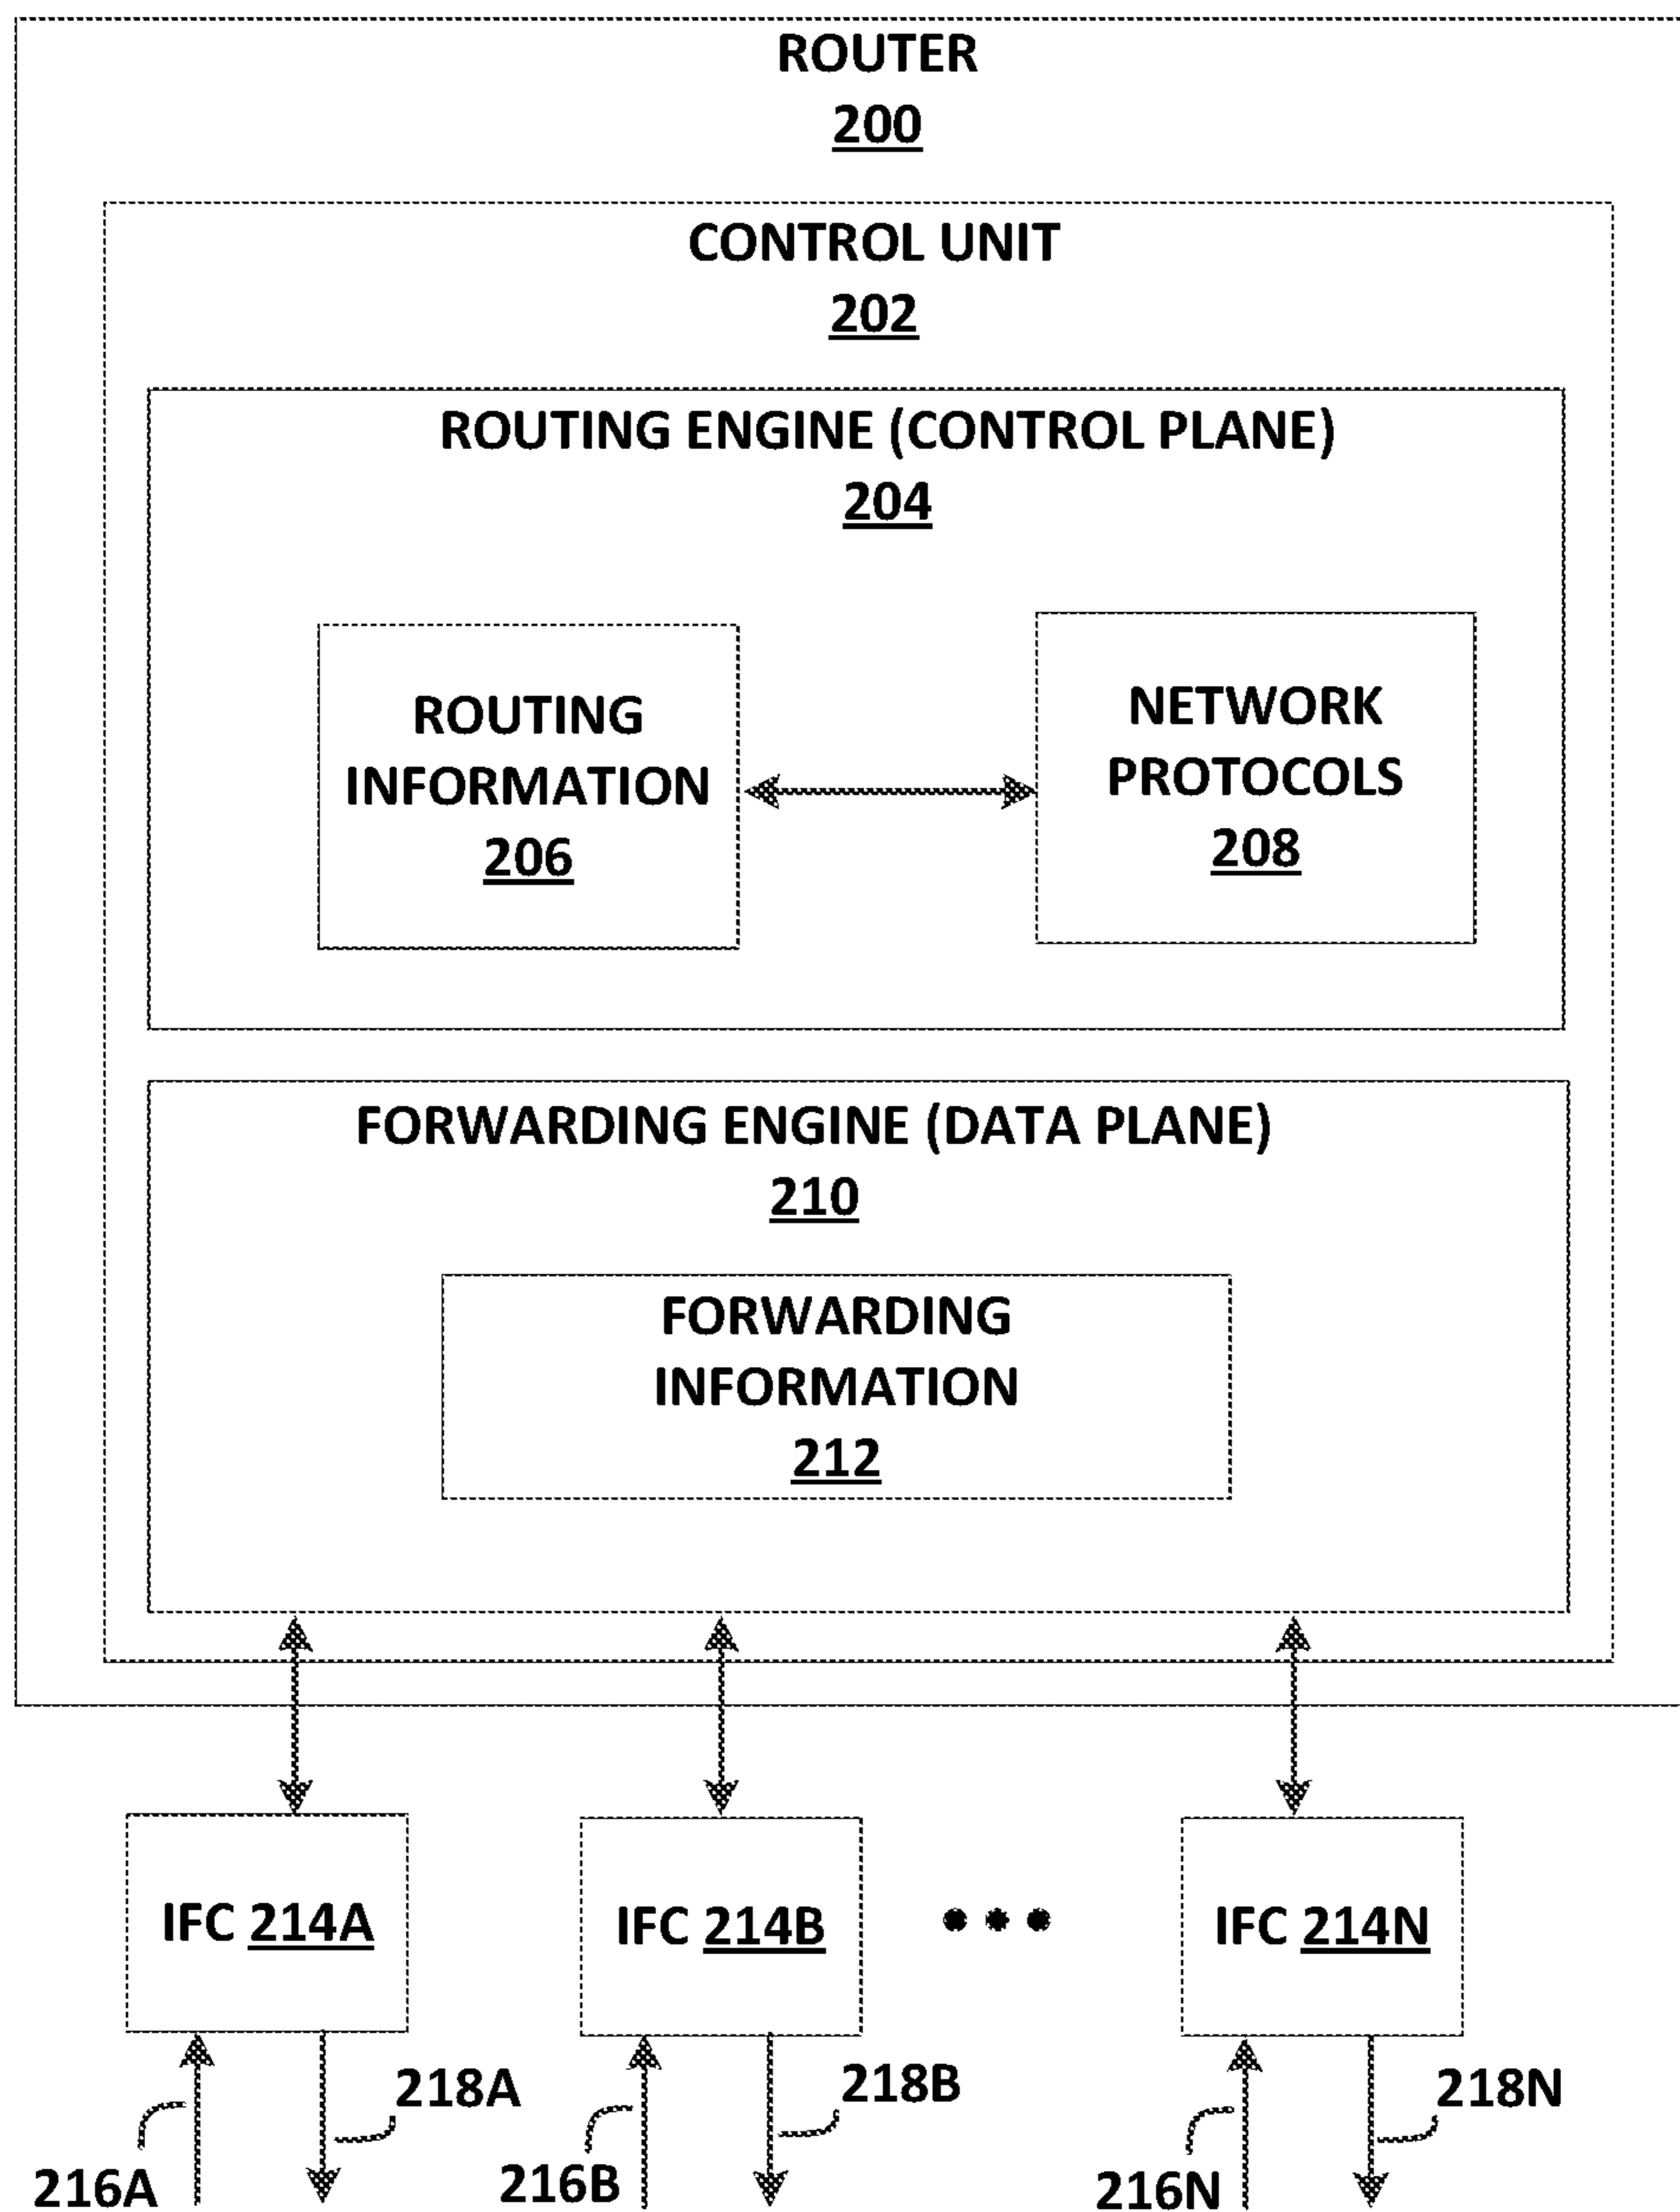 ROUTER
200
CONTROL UNIT
202
ROUTING ENGINE (CONTROL PLANE)
204
ROUTING
INFORMATION
206
NETWORK
PROTOCOLS
208
FORWARDING ENGINE (DATA PLANE)
210
FORWARDING
INFORMATION
212
IFC 214A
IFC 214B
IFC 214N
216A
218A
216B
218B
216N
218N